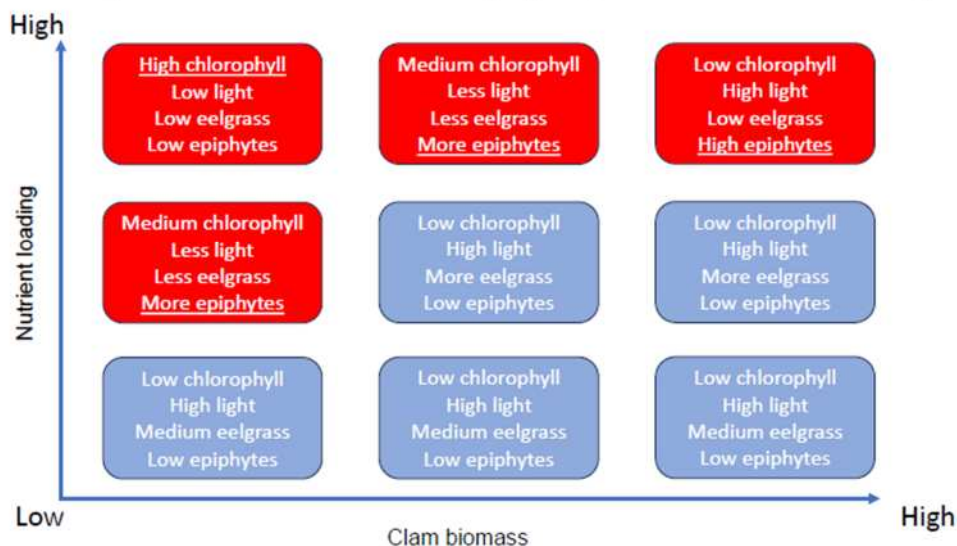 High
High chlorophyll
Low light
Low eelgrass
Low epiphytes
Medium chlorophyll
Less light
Less eelgrass
More epiphytes
Low chlorophyll
High light
Low eelgrass
High epiphytes
Nutrient loading
Medium chlorophyll
Less light
Less eelgrass
More epiphytes
Low chlorophyll
High light
More eelgrass
Low epiphytes
Low chlorophyll
High light
More eelgrass
Low epiphytes
Low chlorophyll
High light
Medium eelgrass
Low epiphytes
Low chlorophyll
High light
Medium eelgrass
Low epiphytes
Low chlorophyll
High light
Medium eelgrass
Low epiphytes
Low
Clam biomass
High